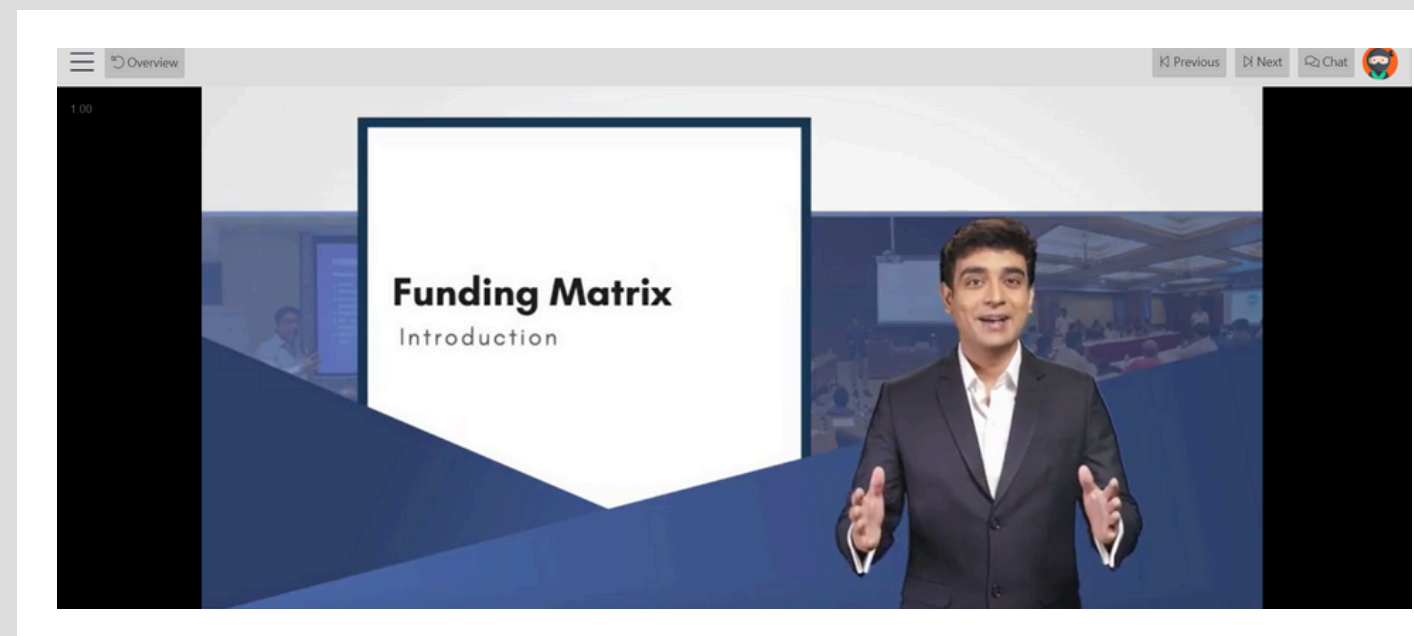 Overview
Previous
Next
Chat
1.00
Funding Matrix
Introduction